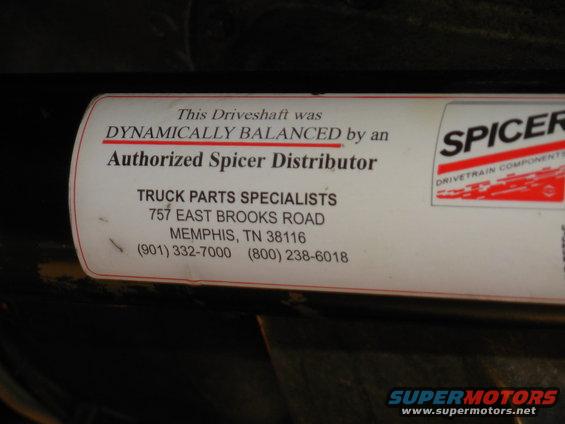 This Driveshaft was
DYNAMICALLY BALANCED by an
Authorized Spicer Distributor
TRUCK PARTS SPECIALISTS
757 EAST BROOKS ROAD
MEMPHIS, TN 38116
(901) 332-7000 (800) 238-6018
SPICER
DRIVETRAIN COMPONENTS
SUPERMOTORS
www.supermotors.net